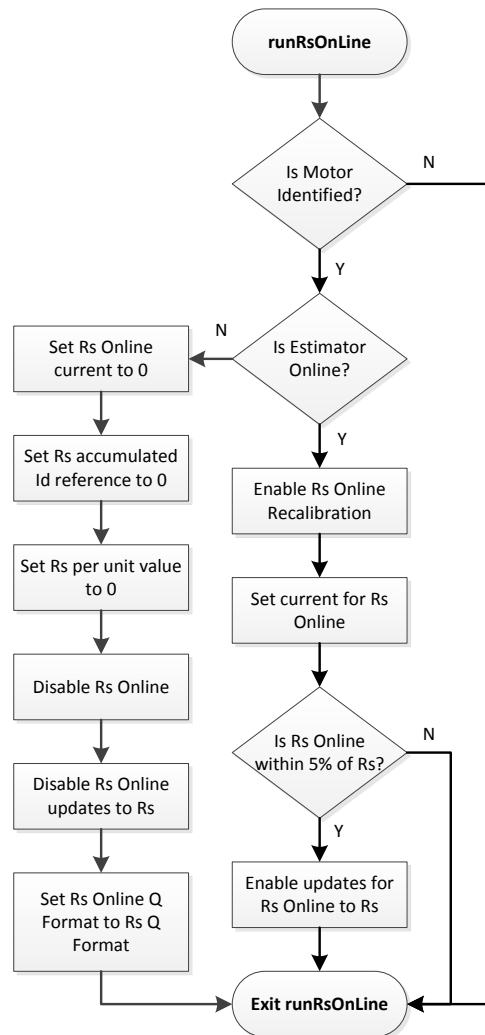 runRsOnLine
Is Motor
Identified?
N
Y
Is Estimator
Online?
N
Y
Set Rs Online
current to 0
Set Rs accumulated
Id reference to 0
Set Rs per unit value
to 0
Disable Rs Online
Disable Rs Online
updates to Rs
Set Rs Online Q
Format to Rs Q
Format
Enable Rs Online
Recalibration
Set current for Rs
Online
Is Rs Online
within 5% of Rs?
N
Y
Enable updates for
Rs Online to Rs
Exit runRsOnLine